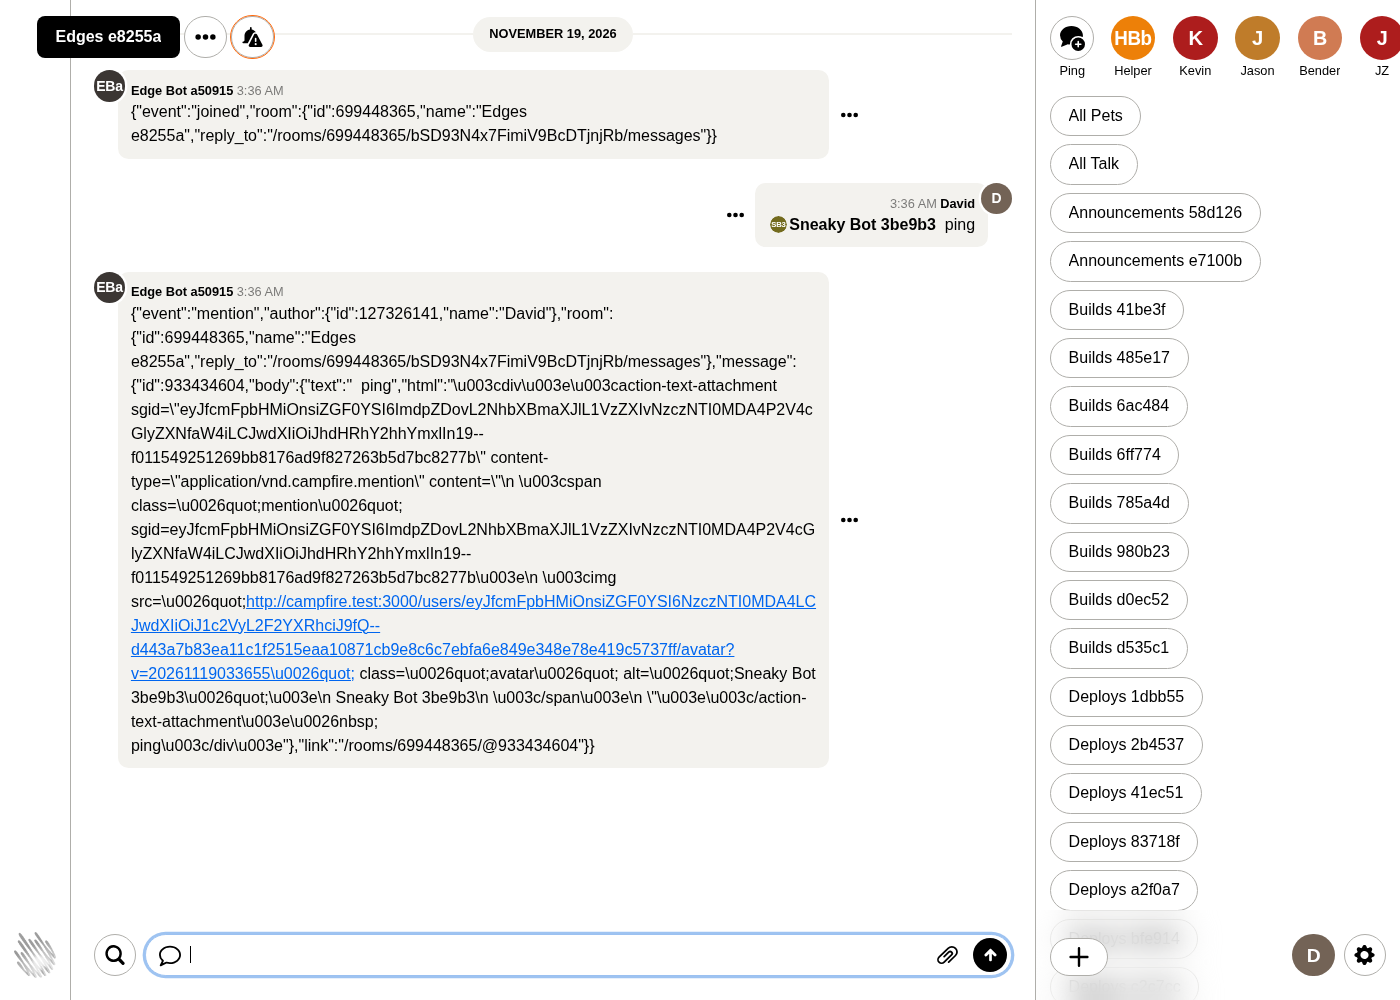 Edges e8255a
NOVEMBER 19, 2026
EBa
Edge Bot a50915 3:36 AM
{"event":"joined","room":{"id":699448365,"name":"Edges
e8255a","reply_to":"/rooms/699448365/bSD93N4x7FimiV9BcDTjnjRb/messages"}}
3:36 AM David
D
SB3
Sneaky Bot 3be9b3 ping
EBa
Edge Bot a50915 3:36 AM
{"event":"mention","author":{"id":127326141,"name":"David"},"room":
{"id":699448365,"name":"Edges
e8255a","reply_to":"/rooms/699448365/bSD93N4x7FimiV9BcDTjnjRb/messages"},"message":
{"id":933434604,"body":{"text":"  ping","html":"\u003cdiv\u003e\u003caction-text-attachment
sgid=\"eyJfcmFpbHMiOnsiZGF0YSI6ImdpZDovL2NhbXBmaXJlL1VzZXIvNzczNTI0MDA4P2V4c
GlyZXNfaW4iLCJwdXIiOiJhdHRhY2hhYmxlIn19--
f011549251269bb8176ad9f827263b5d7bc8277b\" content-
type=\"application/vnd.campfire.mention\" content=\"\n \u003cspan
class=\u0026quot;mention\u0026quot;
sgid=eyJfcmFpbHMiOnsiZGF0YSI6ImdpZDovL2NhbXBmaXJlL1VzZXIvNzczNTI0MDA4P2V4cG
lyZXNfaW4iLCJwdXIiOiJhdHRhY2hhYmxlIn19--
f011549251269bb8176ad9f827263b5d7bc8277b\u003e\n \u003cimg
src=\u0026quot;http://campfire.test:3000/users/eyJfcmFpbHMiOnsiZGF0YSI6NzczNTI0MDA4LC
JwdXIiOiJ1c2VyL2F2YXRhciJ9fQ--
d443a7b83ea11c1f2515eaa10871cb9e8c6c7ebfa6e849e348e78e419c5737ff/avatar?
v=20261119033655\u0026quot; class=\u0026quot;avatar\u0026quot; alt=\u0026quot;Sneaky Bot
3be9b3\u0026quot;\u003e\n Sneaky Bot 3be9b3\n \u003c/span\u003e\n \"\u003e\u003c/action-
text-attachment\u003e\u0026nbsp;
ping\u003c/div\u003e"},"link":"/rooms/699448365/@933434604"}}
HBb
K
J
B
J
Ping
Helper
Kevin
Jason
Bender
JZ
All Pets
All Talk
Announcements 58d126
Announcements e7100b
Builds 41be3f
Builds 485e17
Builds 6ac484
Builds 6ff774
Builds 785a4d
Builds 980b23
Builds d0ec52
Builds d535c1
Deploys 1dbb55
Deploys 2b4537
Deploys 41ec51
Deploys 83718f
Deploys a2f0a7
D